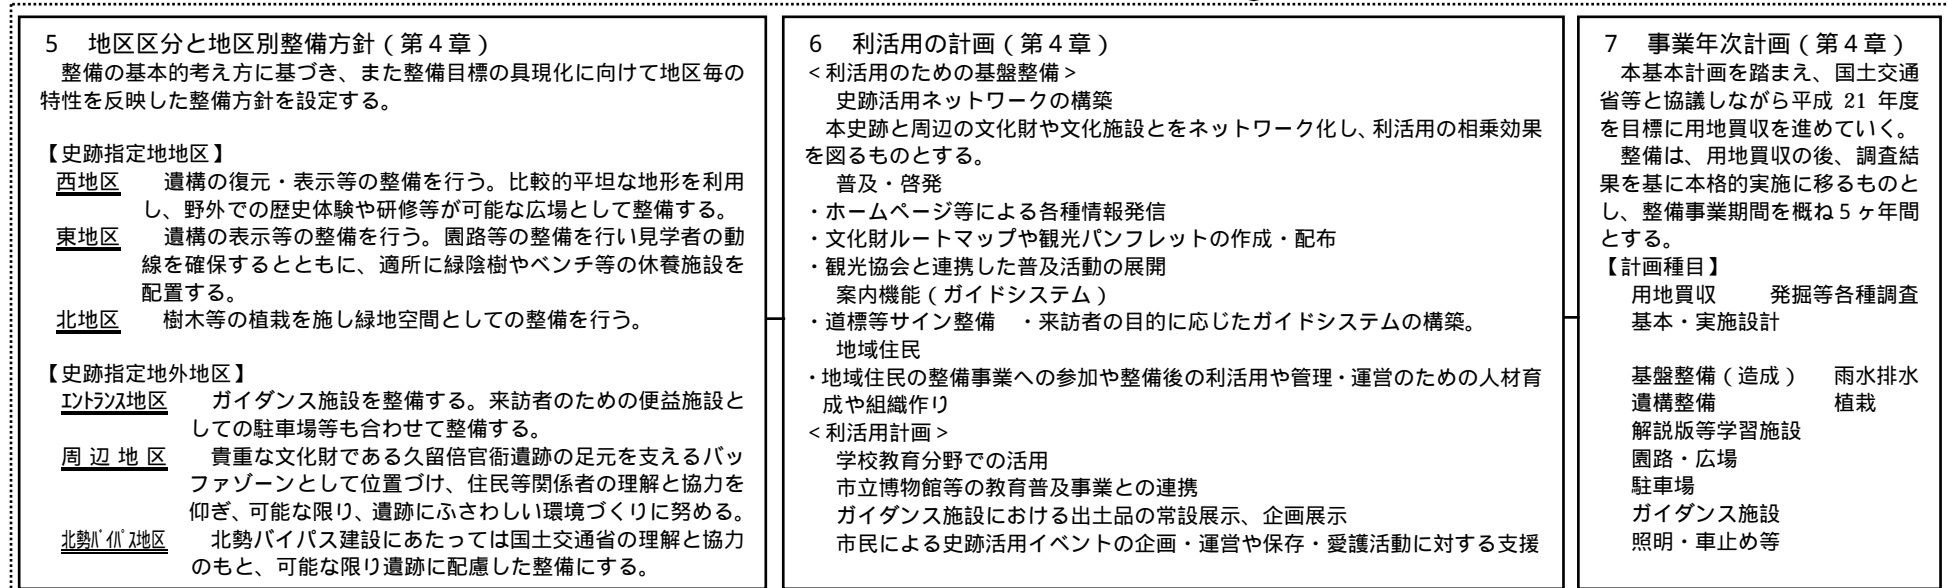 5 地区区分と地区別整備方針(第4章)
整備の基本的考え方に基づき、また整備目標の具現化に向けて地区毎の
特性を反映した整備方針を設定する。
【史跡指定地地区】
西地区 遺構の復元・表示等の整備を行う。比較的平坦な地形を利用
し、野外での歴史体験や研修等が可能な広場として整備する。
東地区 遺構の表示等の整備を行う。園路等の整備を行い見学者の動
線を確保するとともに、適所に緑陰樹やベンチ等の休養施設を
配置する。
北地区 樹木等の植栽を施し緑地空間としての整備を行う。
【史跡指定地外地区】
エントランス地区 ガイダンス施設を整備する。来訪者のための便益施設と
しての駐車場等も合わせて整備する。
周辺地区 貴重な文化財である久留倍官衙遺跡の足元を支えるバッ
ファゾーンとして位置づけ、住民等関係者の理解と協力を
仰ぎ、可能な限り、遺跡にふさわしい環境づくりに努める。
北勢バイパス地区 北勢バイパス建設にあたっては国土交通省の理解と協力
のもと、可能な限り遺跡に配慮した整備にする。
6 利活用の計画(第4章)
<利活用のための基盤整備>
史跡活用ネットワークの構築
本史跡と周辺の文化財や文化施設とをネットワーク化し、利活用の相乗効果
を図るものとする。
普及・啓発
・ホームページ等による各種情報発信
・文化財ルートマップや観光パンフレットの作成・配布
・観光協会と連携した普及活動の展開
案内機能(ガイドシステム)
・道標等サイン整備 ・来訪者の目的に応じたガイドシステムの構築。
地域住民
・地域住民の整備事業への参加や整備後の利活用や管理・運営のための人材育
成や組織作り
<利活用計画>
学校教育分野での活用
市立博物館等の教育普及事業との連携
ガイダンス施設における出土品の常設展示、企画展示
市民による史跡活用イベントの企画・運営や保存・愛護活動に対する支援
7 事業年次計画(第4章)
本基本計画を踏まえ、国土交通
省等と協議しながら平成 21 年度
を目標に用地買収を進めていく。
整備は、用地買収の後、調査結
果を基に本格的実施に移るものと
し、整備事業期間を概ね5ヶ年間
とする。
【計画種目】
用地買収 発掘等各種調査
基本・実施設計
基盤整備(造成) 雨水排水
遺構整備 植栽
解説版等学習施設
園路・広場
駐車場
ガイダンス施設
照明・車止め等